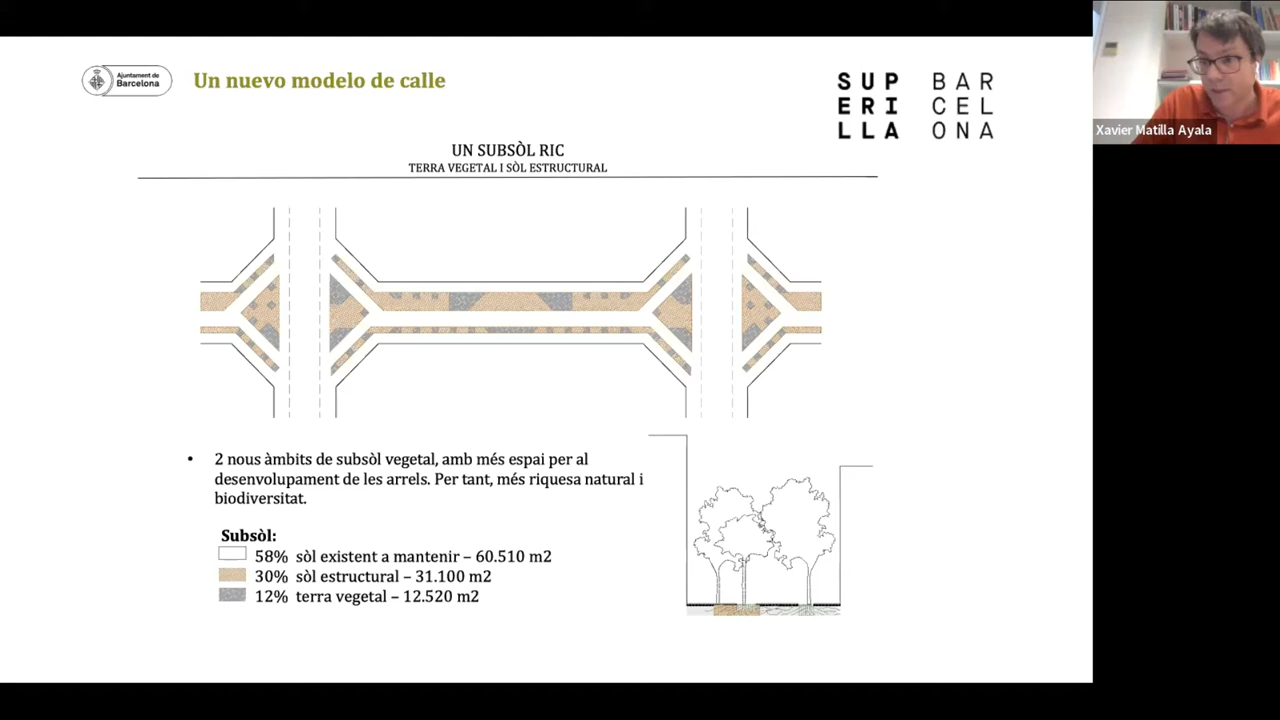 Ajuntament de
Barcelona
Un nuevo modelo de calle
SUP BAR
ERI CEL
LLA ONA
Xavier Matilla Ayala
UN SUBSÒL RIC
TERRA VEGETAL I SÒL ESTRUCTURAL
• 2 nous àmbits de subsòl vegetal, amb més espai per al
desenvolupament de les arrels. Per tant, més riquesa natural i
biodiversitat.
Subsòl:
58% sòl existent a mantenir – 60.510 m2
30% sòl estructural – 31.100 m2
12% terra vegetal – 12.520 m2